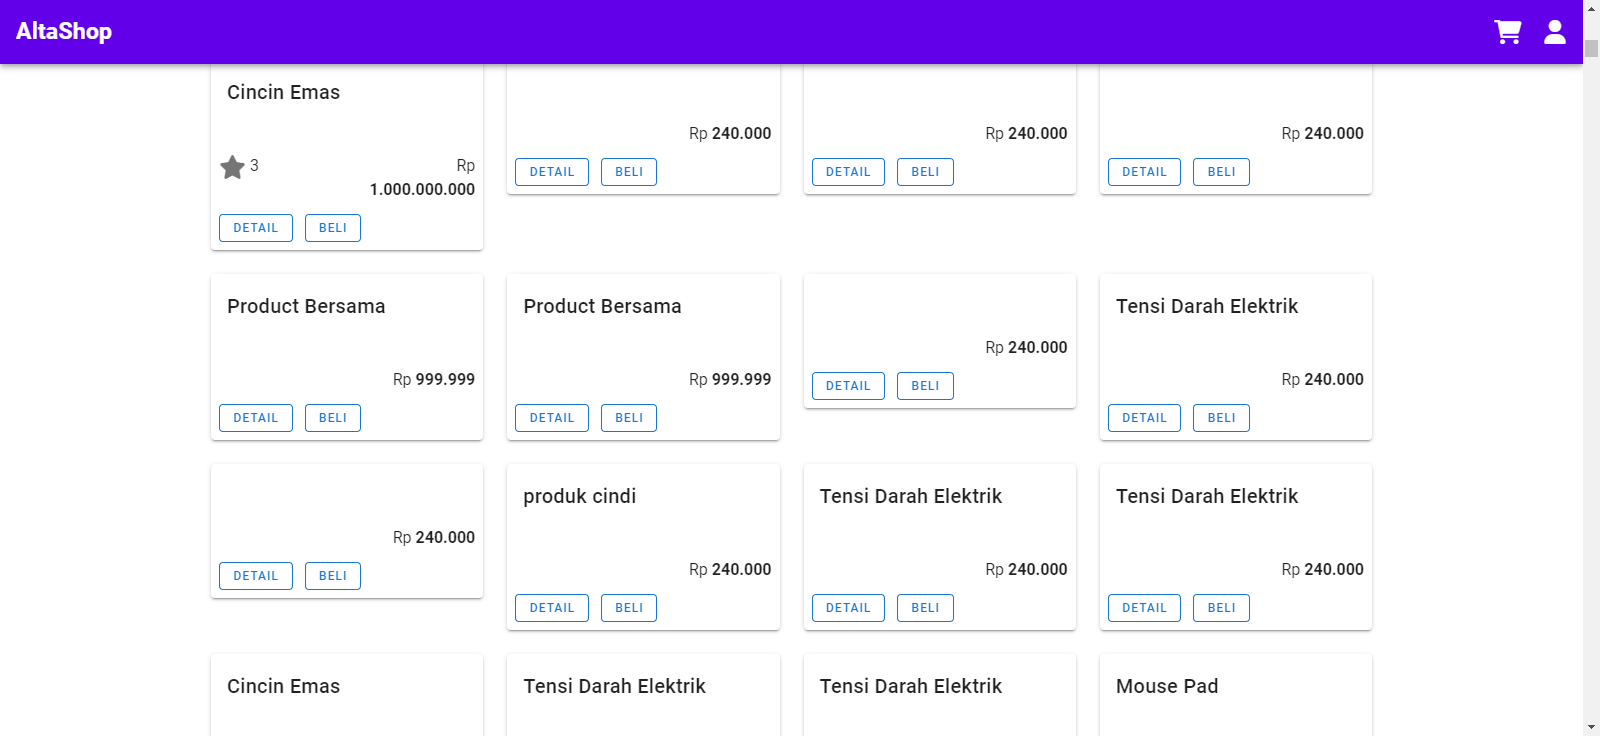 AltaShop
Cincin Emas
3
Rp
1.000.000.000
DETAIL BELI
Rp 240.000
DETAIL BELI
Rp 240.000
DETAIL BELI
Rp 240.000
DETAIL BELI
Product Bersama
Rp 999.999
DETAIL BELI
Product Bersama
Rp 999.999
DETAIL BELI
Rp 240.000
DETAIL BELI
Tensi Darah Elektrik
Rp 240.000
DETAIL BELI
Rp 240.000
DETAIL BELI
produk cindi
Rp 240.000
DETAIL BELI
Tensi Darah Elektrik
Rp 240.000
DETAIL BELI
Tensi Darah Elektrik
Rp 240.000
DETAIL BELI
Cincin Emas
Tensi Darah Elektrik
Tensi Darah Elektrik
Mouse Pad